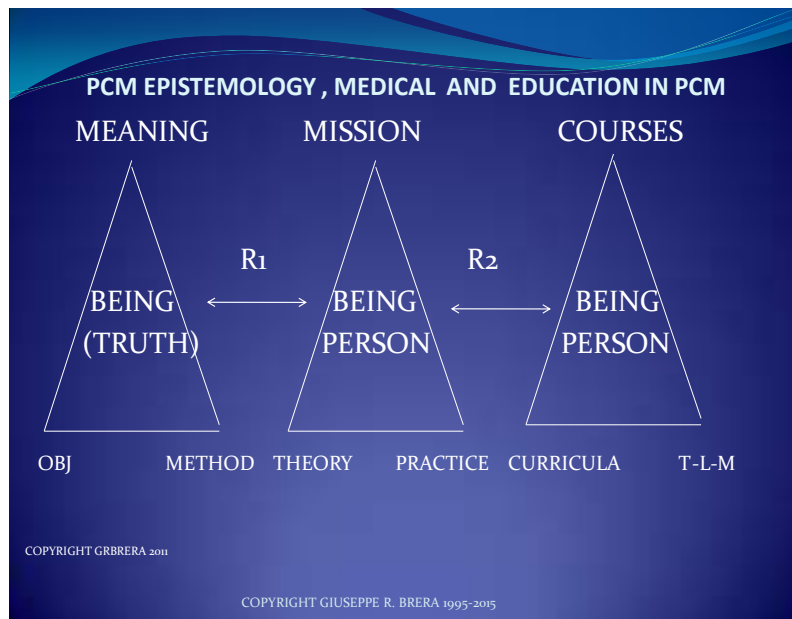 PCM EPISTEMOLOGY , MEDICAL AND EDUCATION IN PCM
MEANING MISSION COURSES
R1 R2
BEING BEING BEING
(TRUTH) PERSON PERSON
OBJ METHOD THEORY PRACTICE CURRICULA T-L-M
COPYRIGHT GRBRERA 2011
COPYRIGHT GIUSEPPE R. BRERA 1995-2015